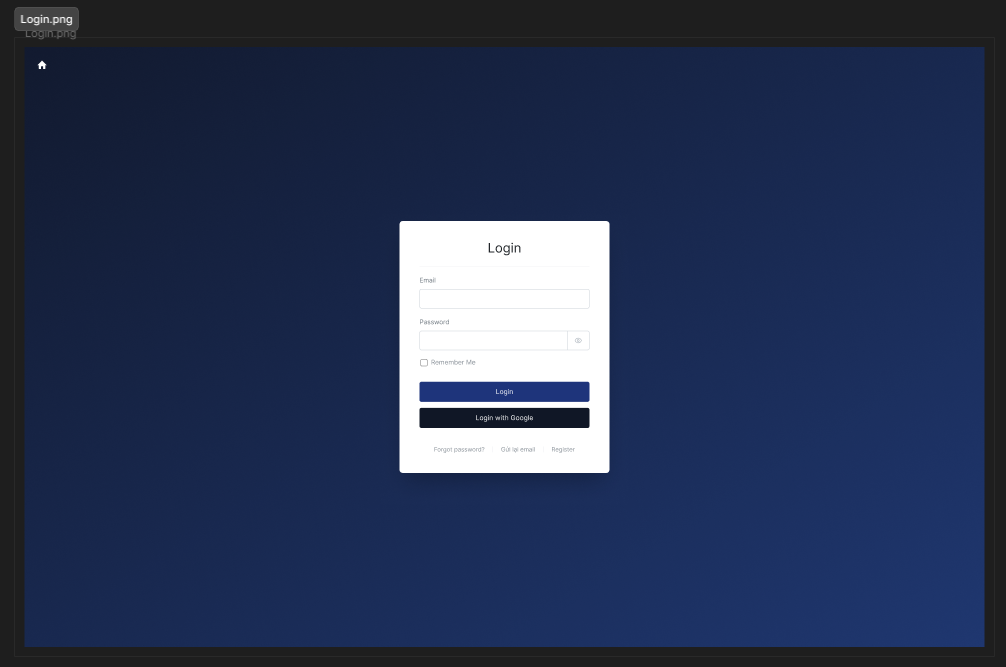 Login.png
Login.png
Login
Email
Password
Remember Me
Login
Login with Google
Forgot password? · Gửi lại email · Register